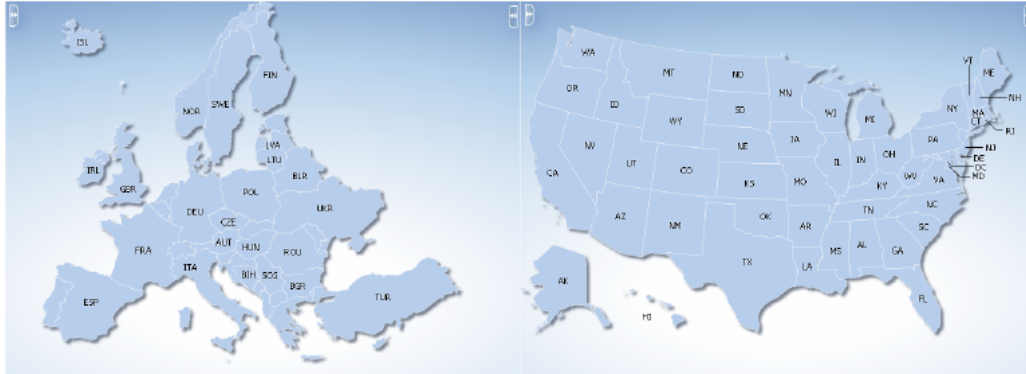 ISL
FIN
SWE
NOR
LVA
LTU
IRL
BLR
GBR
POL
DEU
UKR
CZE
AUT
HUN
FRA
ROU
ITA
BIH
BGR
ESP
TUR
WA
MT
ND
VT
ME
OR
MN
NH
ID
SD
WI
MI
NY
MA
CT
RI
WY
IA
PA
NJ
NV
NE
OH
DE
UT
IL
IN
DC
CA
CO
WV
VA
MD
KS
MO
KY
NC
TN
AZ
NM
OK
AR
SC
MS
AL
GA
TX
LA
AK
FL
HI